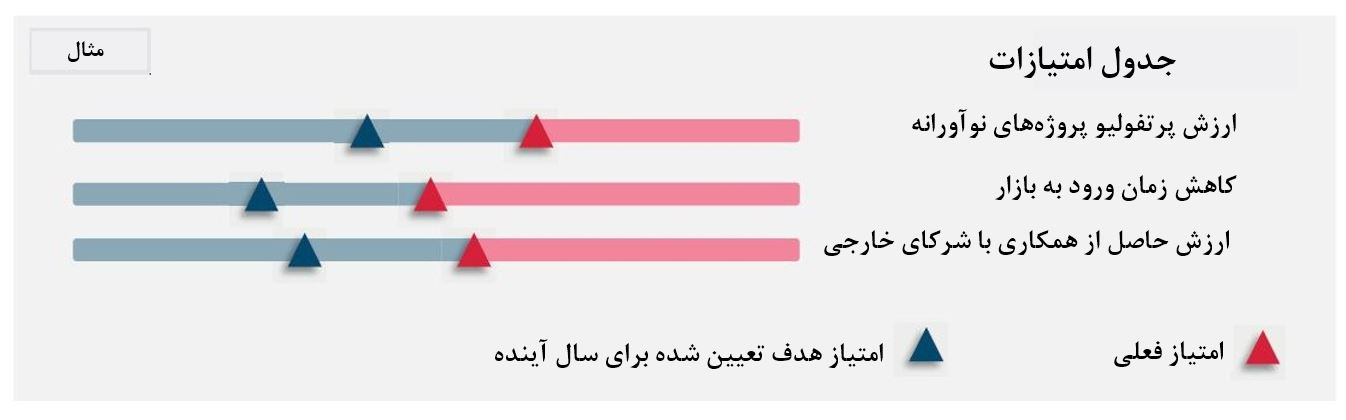 مثال
جدول امتیازات
ارزش پرتفولیو پروژه‌های نوآورانه
کاهش زمان ورود به بازار
ارزش حاصل از همکاری با شرکای خارجی
امتیاز فعلی
امتیاز هدف تعیین شده برای سال آینده